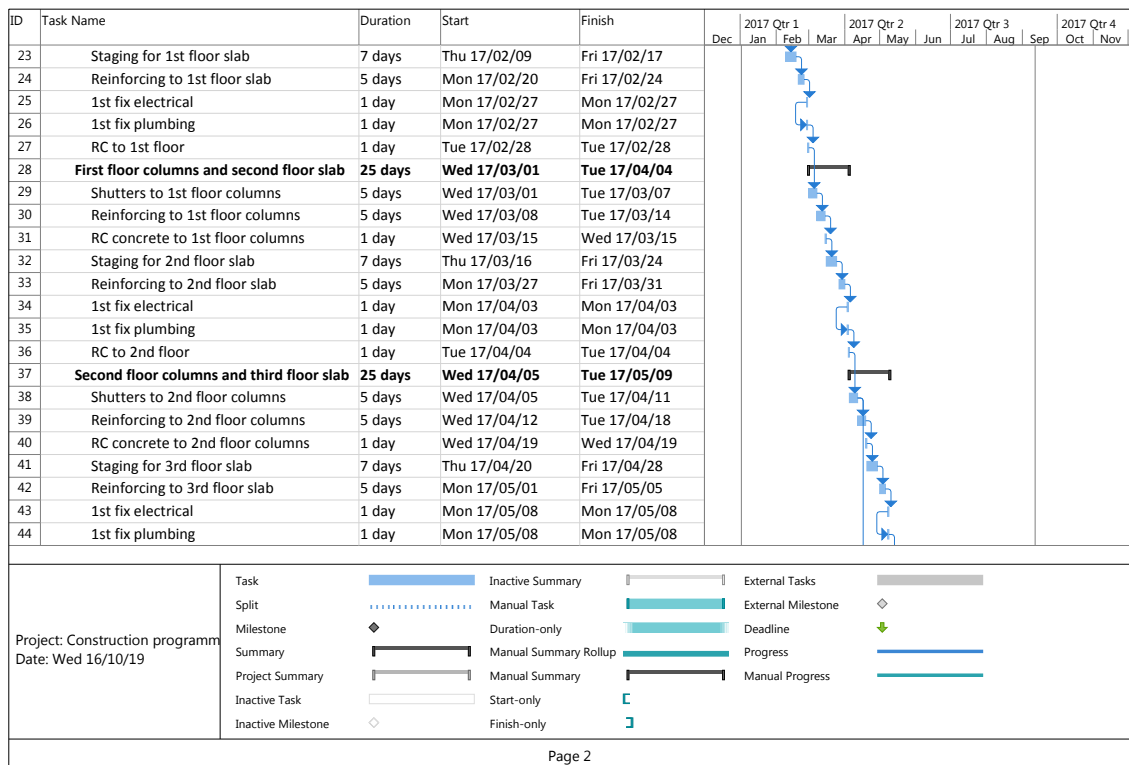 ID Task Name Duration Start Finish 2017 Qtr 1 2017 Qtr 2 2017 Qtr 3 2017 Qtr 4
Dec Jan Feb Mar Apr May Jun Jul Aug Sep Oct Nov
23 Staging for 1st floor slab 7 days Thu 17/02/09 Fri 17/02/17
24 Reinforcing to 1st floor slab 5 days Mon 17/02/20 Fri 17/02/24
25 1st fix electrical 1 day Mon 17/02/27 Mon 17/02/27
26 1st fix plumbing 1 day Mon 17/02/27 Mon 17/02/27
27 RC to 1st floor 1 day Tue 17/02/28 Tue 17/02/28
28 First floor columns and second floor slab 25 days Wed 17/03/01 Tue 17/04/04
29 Shutters to 1st floor columns 5 days Wed 17/03/01 Tue 17/03/07
30 Reinforcing to 1st floor columns 5 days Wed 17/03/08 Tue 17/03/14
31 RC concrete to 1st floor columns 1 day Wed 17/03/15 Wed 17/03/15
32 Staging for 2nd floor slab 7 days Thu 17/03/16 Fri 17/03/24
33 Reinforcing to 2nd floor slab 5 days Mon 17/03/27 Fri 17/03/31
34 1st fix electrical 1 day Mon 17/04/03 Mon 17/04/03
35 1st fix plumbing 1 day Mon 17/04/03 Mon 17/04/03
36 RC to 2nd floor 1 day Tue 17/04/04 Tue 17/04/04
37 Second floor columns and third floor slab 25 days Wed 17/04/05 Tue 17/05/09
38 Shutters to 2nd floor columns 5 days Wed 17/04/05 Tue 17/04/11
39 Reinforcing to 2nd floor columns 5 days Wed 17/04/12 Tue 17/04/18
40 RC concrete to 2nd floor columns 1 day Wed 17/04/19 Wed 17/04/19
41 Staging for 3rd floor slab 7 days Thu 17/04/20 Fri 17/04/28
42 Reinforcing to 3rd floor slab 5 days Mon 17/05/01 Fri 17/05/05
43 1st fix electrical 1 day Mon 17/05/08 Mon 17/05/08
44 1st fix plumbing 1 day Mon 17/05/08 Mon 17/05/08
Project: Construction programm
Date: Wed 16/10/19
Task Inactive Summary External Tasks
Split Manual Task External Milestone
Milestone Duration-only Deadline
Summary Manual Summary Rollup Progress
Project Summary Manual Summary Manual Progress
Inactive Task Start-only
Inactive Milestone Finish-only
Page 2